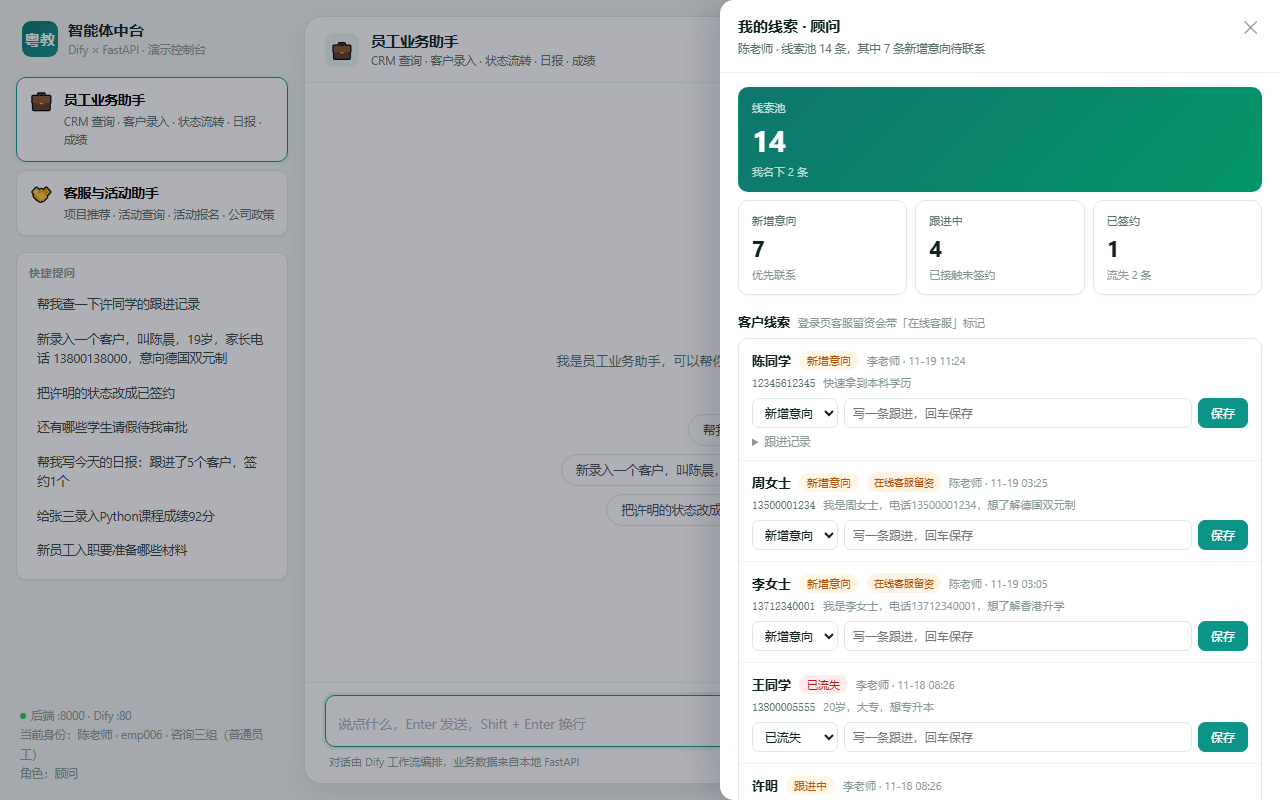 粤教
智能体中台
Dify × FastAPI · 演示控制台
员工业务助手
CRM 查询 · 客户录入 · 状态流转 · 日报 ·
成绩
客服与活动助手
项目推荐 · 活动查询 · 活动报名 · 公司政策
快捷提问
帮我查一下许同学的跟进记录
新录入一个客户，叫陈晨，19岁，家长电
话 13800138000，意向德国双元制
把许明的状态改成已签约
还有哪些学生请假待我审批
帮我写今天的日报：跟进了5个客户，签
约1个
给张三录入Python课程成绩92分
新员工入职要准备哪些材料
后端 :8000 · Dify :80
当前身份：陈老师 · emp006 · 咨询三组（普通员
工）
角色：顾问
员工业务助手
CRM 查询 · 客户录入 · 状态流转 · 日报 · 成绩
我是员工业务助手，可以帮你
帮我
新录入一个客户，叫陈晨，
把许明的状态改成
说点什么，Enter 发送，Shift + Enter 换行
对话由 Dify 工作流编排，业务数据来自本地 FastAPI
我的线索 · 顾问
陈老师 · 线索池 14 条，其中 7 条新增意向待联系
线索池
14
我名下 2 条
新增意向
7
优先联系
跟进中
4
已接触未签约
已签约
1
流失 2 条
客户线索 登录页客服留资会带「在线客服」标记
陈同学 新增意向 李老师 · 11-19 11:24
12345612345 快速拿到本科学历
新增意向 写一条跟进，回车保存 保存
跟进记录
周女士 新增意向 在线客服留资 陈老师 · 11-19 03:25
13500001234 我是周女士，电话13500001234，想了解德国双元制
新增意向 写一条跟进，回车保存 保存
李女士 新增意向 在线客服留资 陈老师 · 11-19 03:05
13712340001 我是李女士，电话13712340001，想了解香港升学
新增意向 写一条跟进，回车保存 保存
王同学 已流失 李老师 · 11-18 08:26
13800005555 20岁，大专，想专升本
已流失 写一条跟进，回车保存 保存
许明 跟进中 李老师 · 11-18 08:26